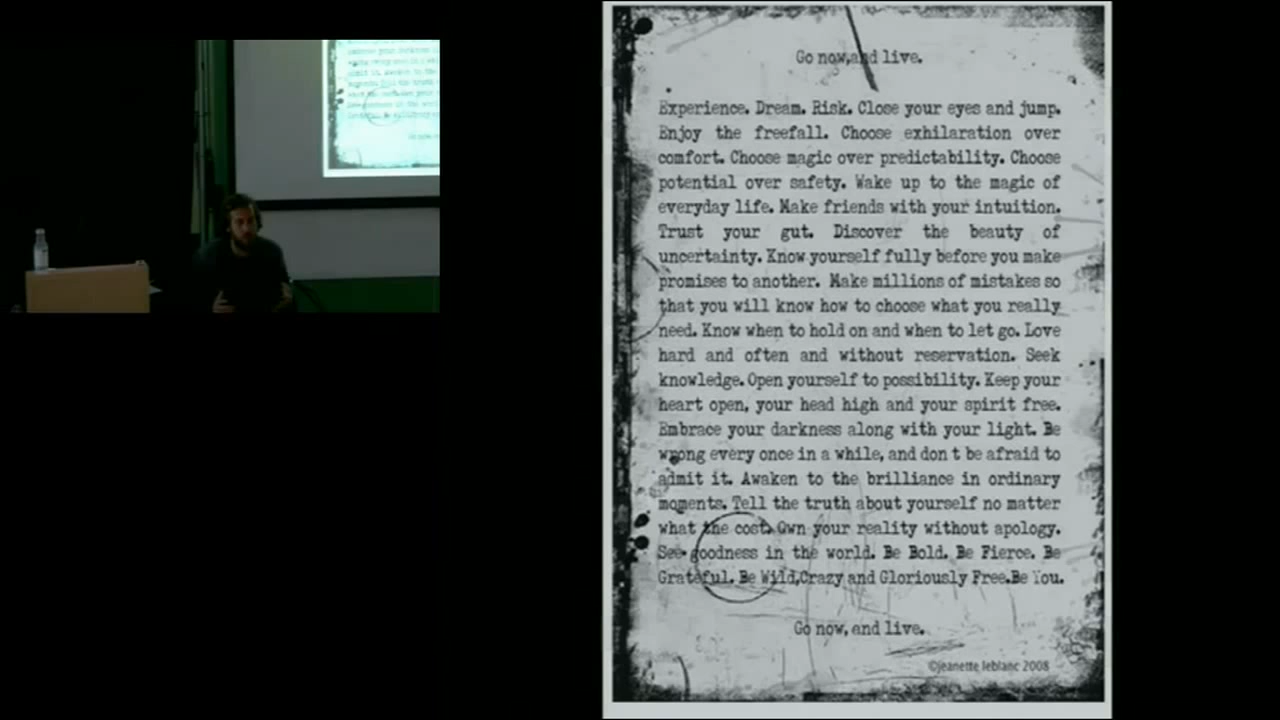 Go now,and live.
Experience. Dream. Risk. Close your eyes and jump.
Enjoy the freefall. Choose exhilaration over
comfort. Choose magic over predictability. Choose
potential over safety. Wake up to the magic of
everyday life. Make friends with your intuition.
Trust your gut. Discover the beauty of
uncertainty. Know yourself fully before you make
promises to another. Make millions of mistakes so
that you will know how to choose what you really
need. Know when to hold on and when to let go. Love
hard and often and without reservation. Seek
knowledge. Open yourself to possibility. Keep your
heart open, your head high and your spirit free.
Embrace your darkness along with your light. Be
wrong every once in a while, and don t be afraid to
admit it. Awaken to the brilliance in ordinary
moments. Tell the truth about yourself no matter
what the cost. Own your reality without apology.
See goodness in the world. Be Bold. Be Fierce. Be
Grateful. Be Wild,Crazy and Gloriously Free.Be You.
Go now, and live.
©jeanette leblanc 2008